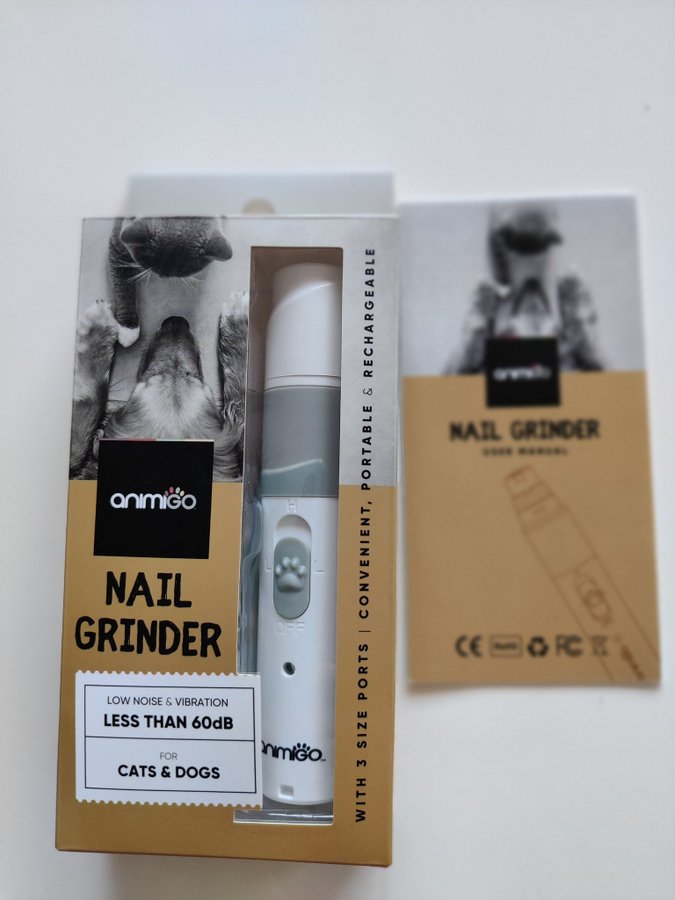 animiGo
NAIL
GRINDER
LOW NOISE & VIBRATION
LESS THAN 60dB
FOR
CATS & DOGS
H
L
L
OFF
animiGo
WITH 3 SIZE PORTS | CONVENIENT, PORTABLE & RECHARGEABLE
animiGo
NAIL GRINDER
USER MANUAL
CE RoHS FC